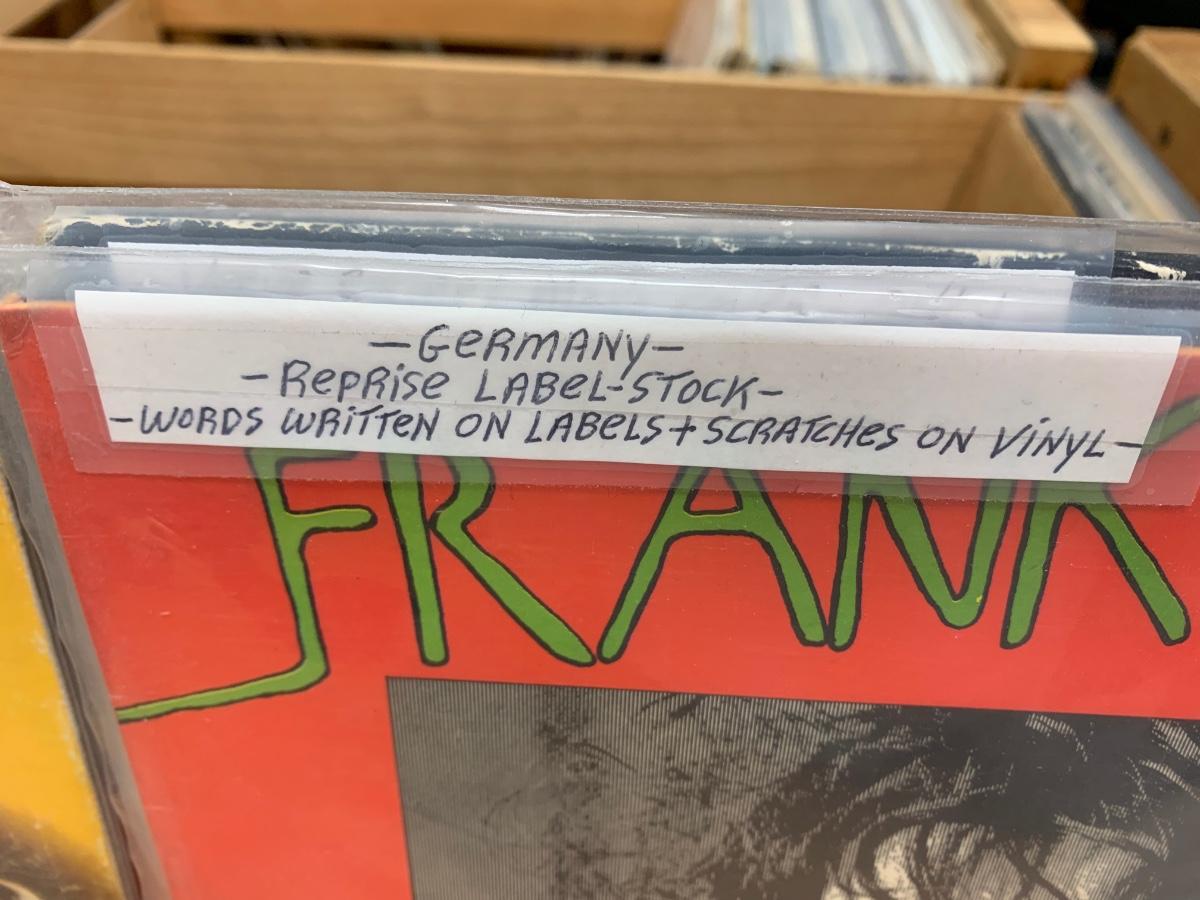 -GeRMANY-
-RePRiSe LABeL-STOCK-
-WORDS WRiTTeN ON LABeLS+SCRATCHeS ON ViNYL-
FRANK